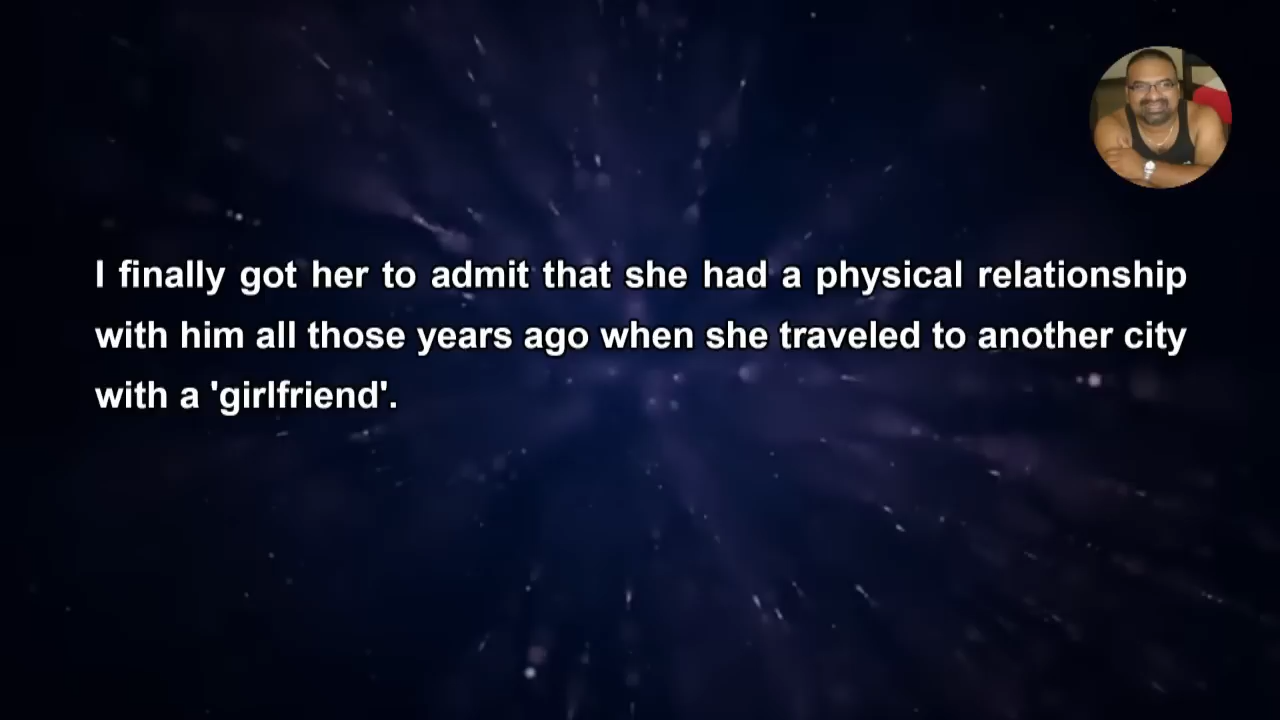 I finally got her to admit that she had a physical relationship
with him all those years ago when she traveled to another city
with a 'girlfriend'.